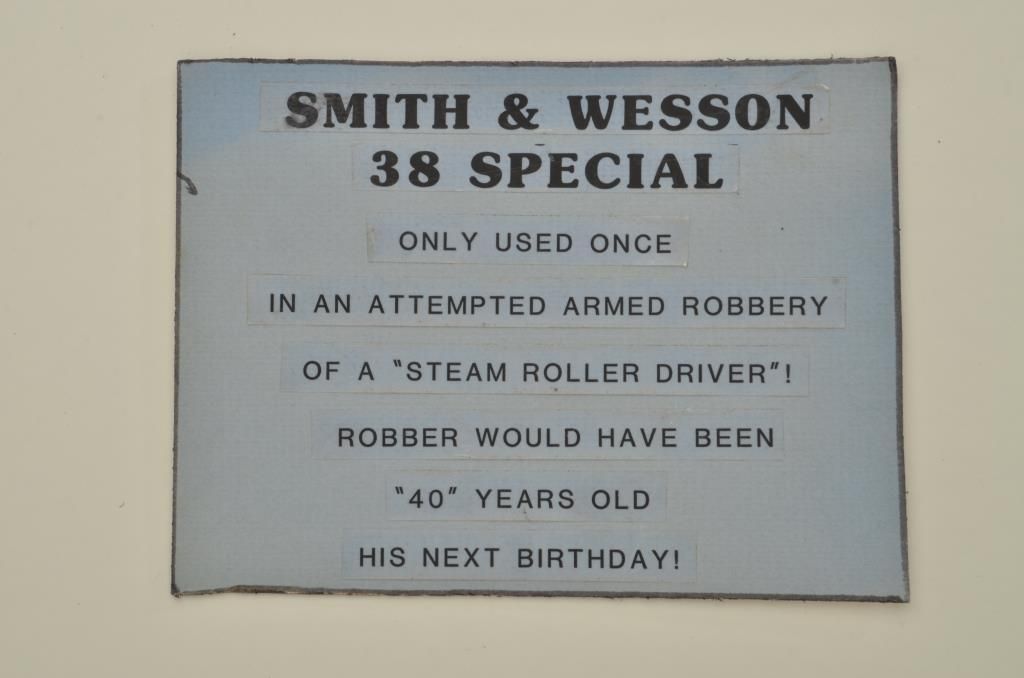 SMITH & WESSON
38 SPECIAL
ONLY USED ONCE
IN AN ATTEMPTED ARMED ROBBERY
OF A "STEAM ROLLER DRIVER"!
ROBBER WOULD HAVE BEEN
"40" YEARS OLD
HIS NEXT BIRTHDAY!